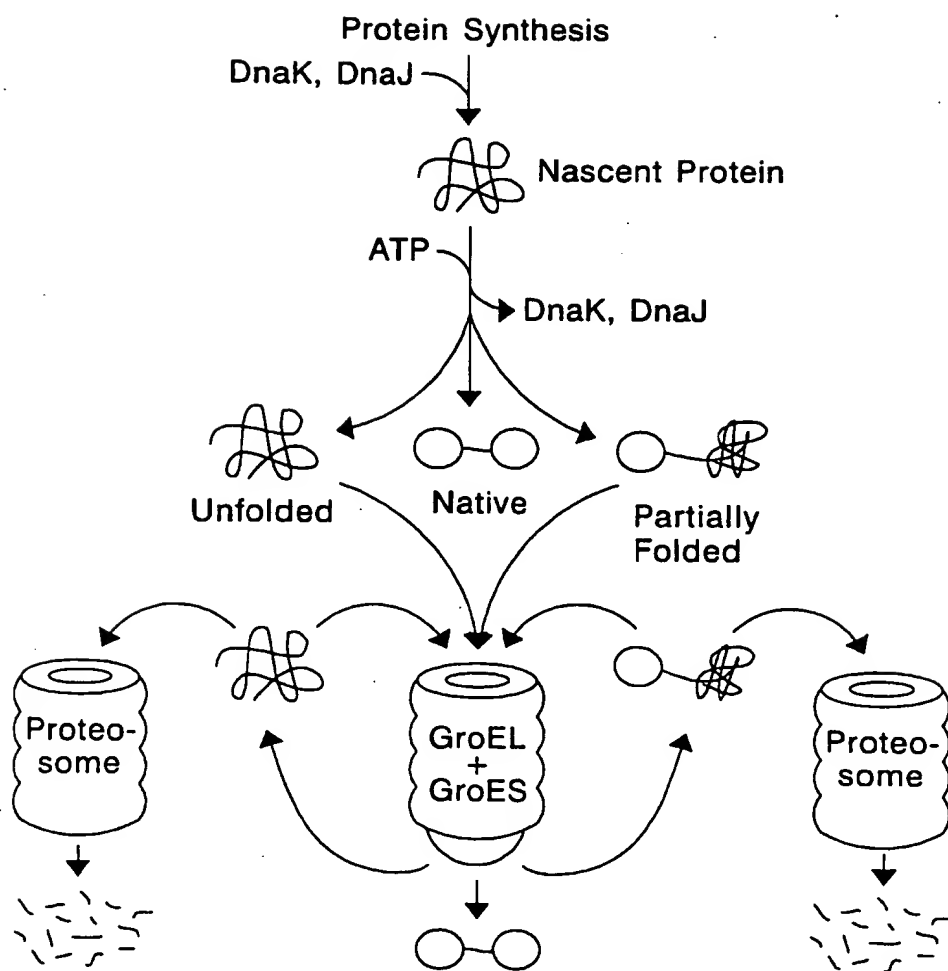 Protein Synthesis
DnaK, DnaJ
Nascent Protein
ATP
DnaK, DnaJ
Unfolded
Native
Partially
Folded
Proteo-
some
GroEL
+
GroES
Proteo-
some